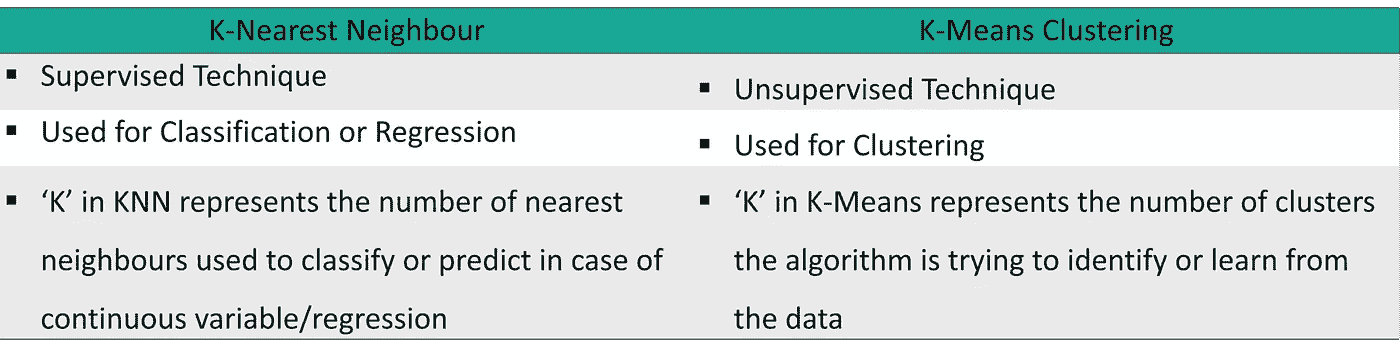 K-Nearest Neighbour
K-Means Clustering
▪ Supervised Technique
▪ Unsupervised Technique
▪ Used for Classification or Regression
▪ Used for Clustering
▪ ‘K’ in KNN represents the number of nearest
neighbours used to classify or predict in case of
continuous variable/regression
▪ ‘K’ in K-Means represents the number of clusters
the algorithm is trying to identify or learn from
the data